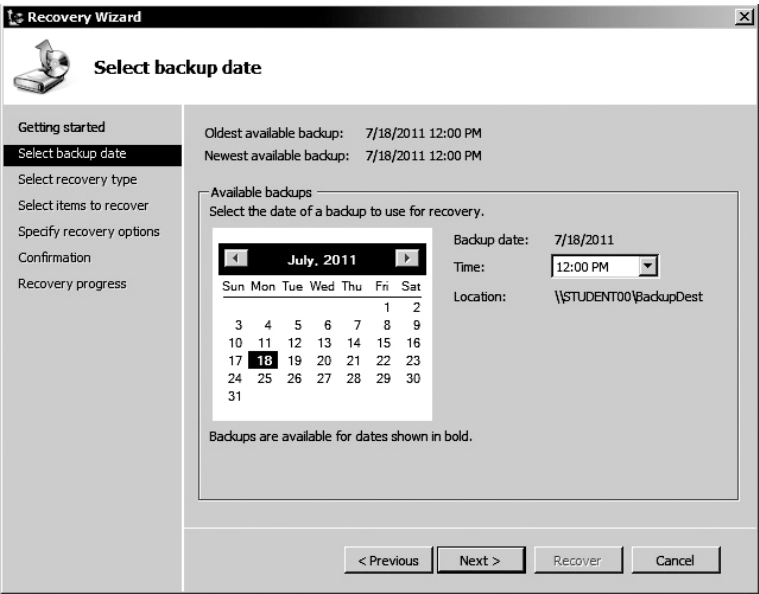 Recovery Wizard
Select backup date
Getting started
Select backup date
Select recovery type
Select items to recover
Specify recovery options
Confirmation
Recovery progress
Oldest available backup: 7/18/2011 12:00 PM
Newest available backup: 7/18/2011 12:00 PM
Available backups
Select the date of a backup to use for recovery.
July, 2011
Sun Mon Tue Wed Thu Fri Sat
1 2
3 4 5 6 7 8 9
10 11 12 13 14 15 16
17 18 19 20 21 22 23
24 25 26 27 28 29 30
31
Backup date: 7/18/2011
Time: 12:00 PM
Location: \\STUDENT00\BackupDest
Backups are available for dates shown in bold.
< Previous Next > Recover Cancel